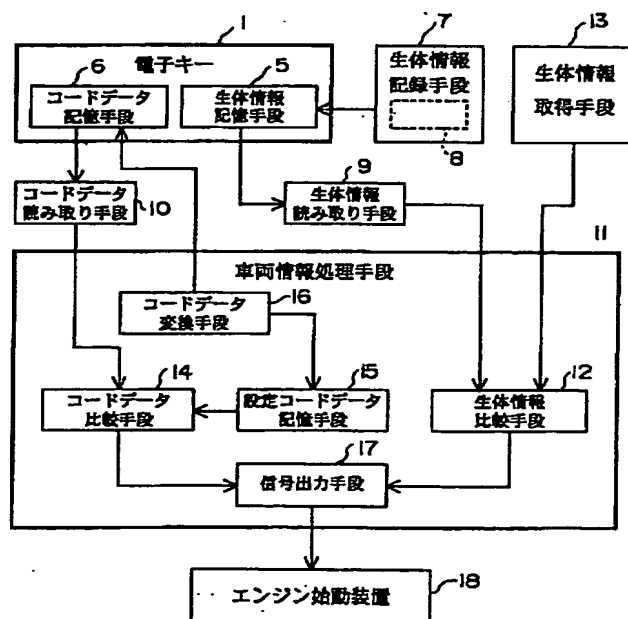 1
7
13
電子キー
6
5
コードデータ
記憶手段
生体情報
記憶手段
生体情報
記録手段
8
生体情報
取得手段
コードデータ
読み取り手段
10
9
生体情報
読み取り手段
11
車両情報処理手段
コードデータ
変換手段
16
14
コードデータ
比較手段
15
設定コードデータ
記憶手段
12
生体情報
比較手段
17
信号出力手段
エンジン始動装置
18